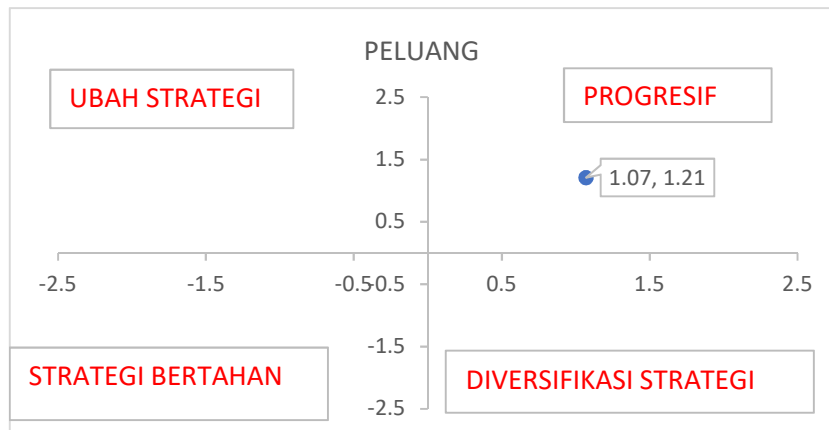 PELUANG
UBAH STRATEGI
PROGRESIF
2.5
1.5
1.07, 1.21
0.5
-2.5
-1.5
-0.5
-0.5
0.5
1.5
2.5
-1.5
STRATEGI BERTAHAN
DIVERSIFIKASI STRATEGI
-2.5